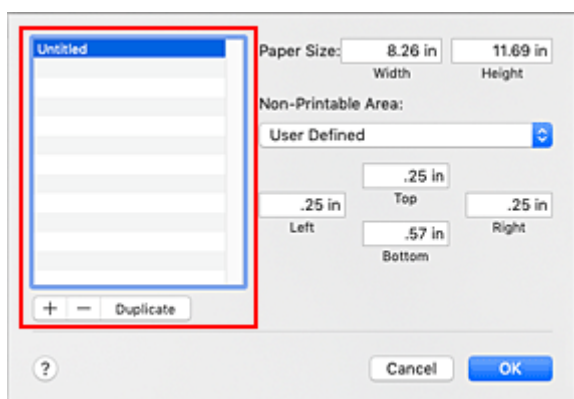 Untitled
Paper Size: 8.26 in 11.69 in
Width Height
Non-Printable Area:
User Defined
.25 in
Top
.25 in .25 in
Left Right
.57 in
Bottom
+ − Duplicate
? Cancel OK